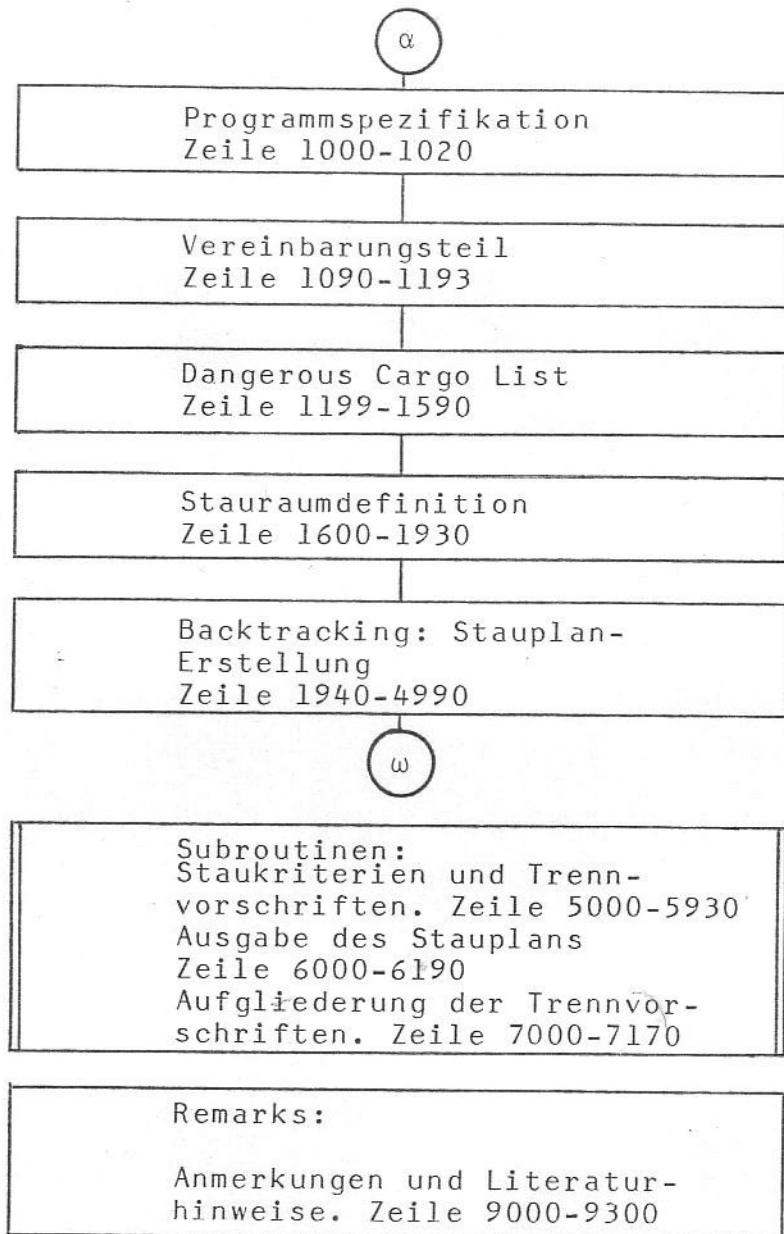 α
Programmspezifikation
Zeile 1000-1020
Vereinbarungsteil
Zeile 1090-1193
Dangerous Cargo List
Zeile 1199-1590
Stauraumdefinition
Zeile 1600-1930
Backtracking: Stauplan-
Erstellung
Zeile 1940-4990
ω
Subroutinen:
Staukriterien und Trenn-
vorschriften. Zeile 5000-5930
Ausgabe des Stauplans
Zeile 6000-6190
Aufgliederung der Trennvor-
schriften. Zeile 7000-7170
Remarks:
Anmerkungen und Literatur-
hinweise. Zeile 9000-9300